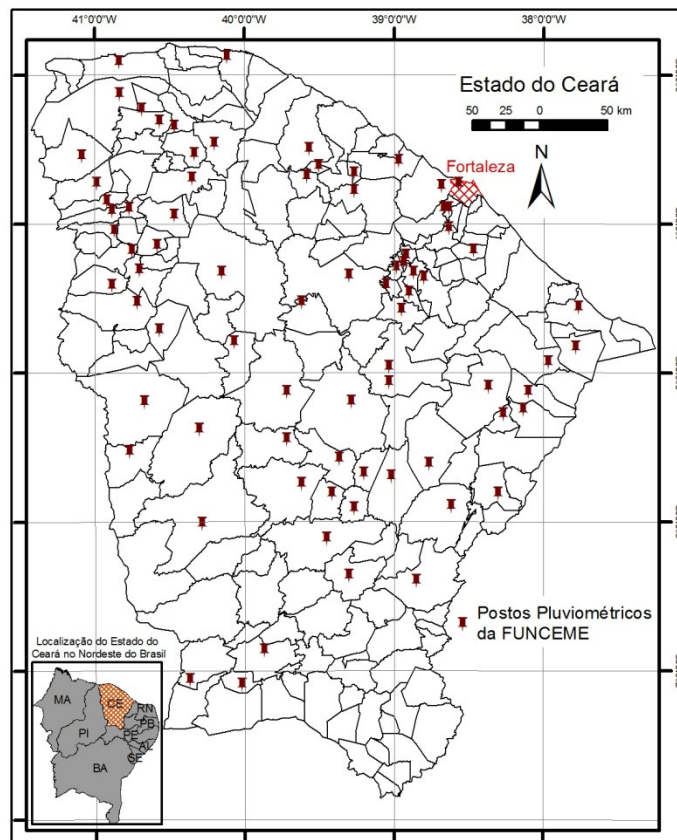 41°0'0"W
40°0'0"W
39°0'0"W
38°0'0"W
Estado do Ceará
50 25 0 50 km
Fortaleza
N
Postos Pluviométricos
da FUNCEME
Localização do Estado do
Ceará no Nordeste do Brasil
MA
CE
RN
PB
PI
PE
AL
SE
BA